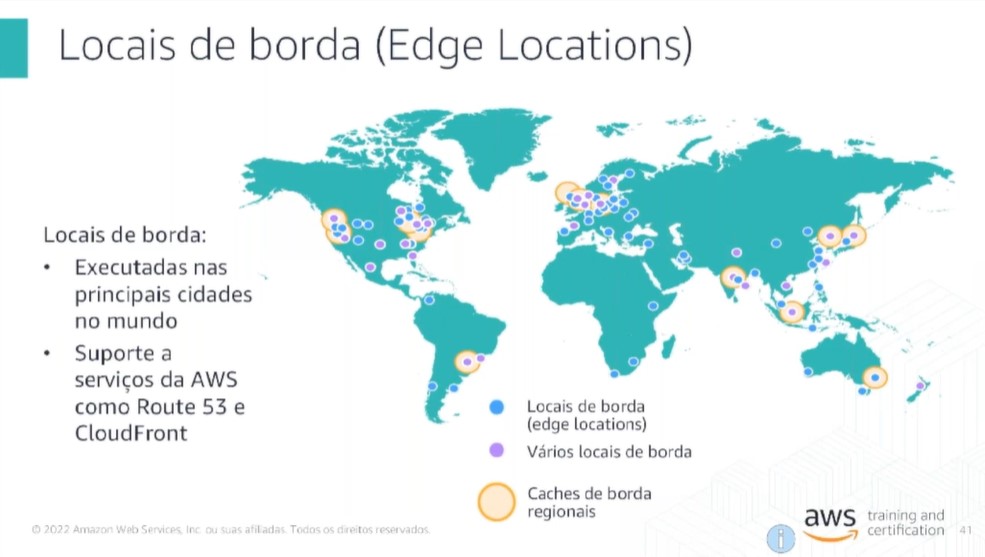 Locais de borda (Edge Locations)
Locais de borda:
• Executadas nas
principais cidades
no mundo
• Suporte a
serviços da AWS
como Route 53 e
CloudFront
Locais de borda
(edge locations)
Vários locais de borda
Caches de borda
regionais
© 2022 Amazon Web Services, Inc. ou suas afiliadas. Todos os direitos reservados.
i
aws training and
certification
41